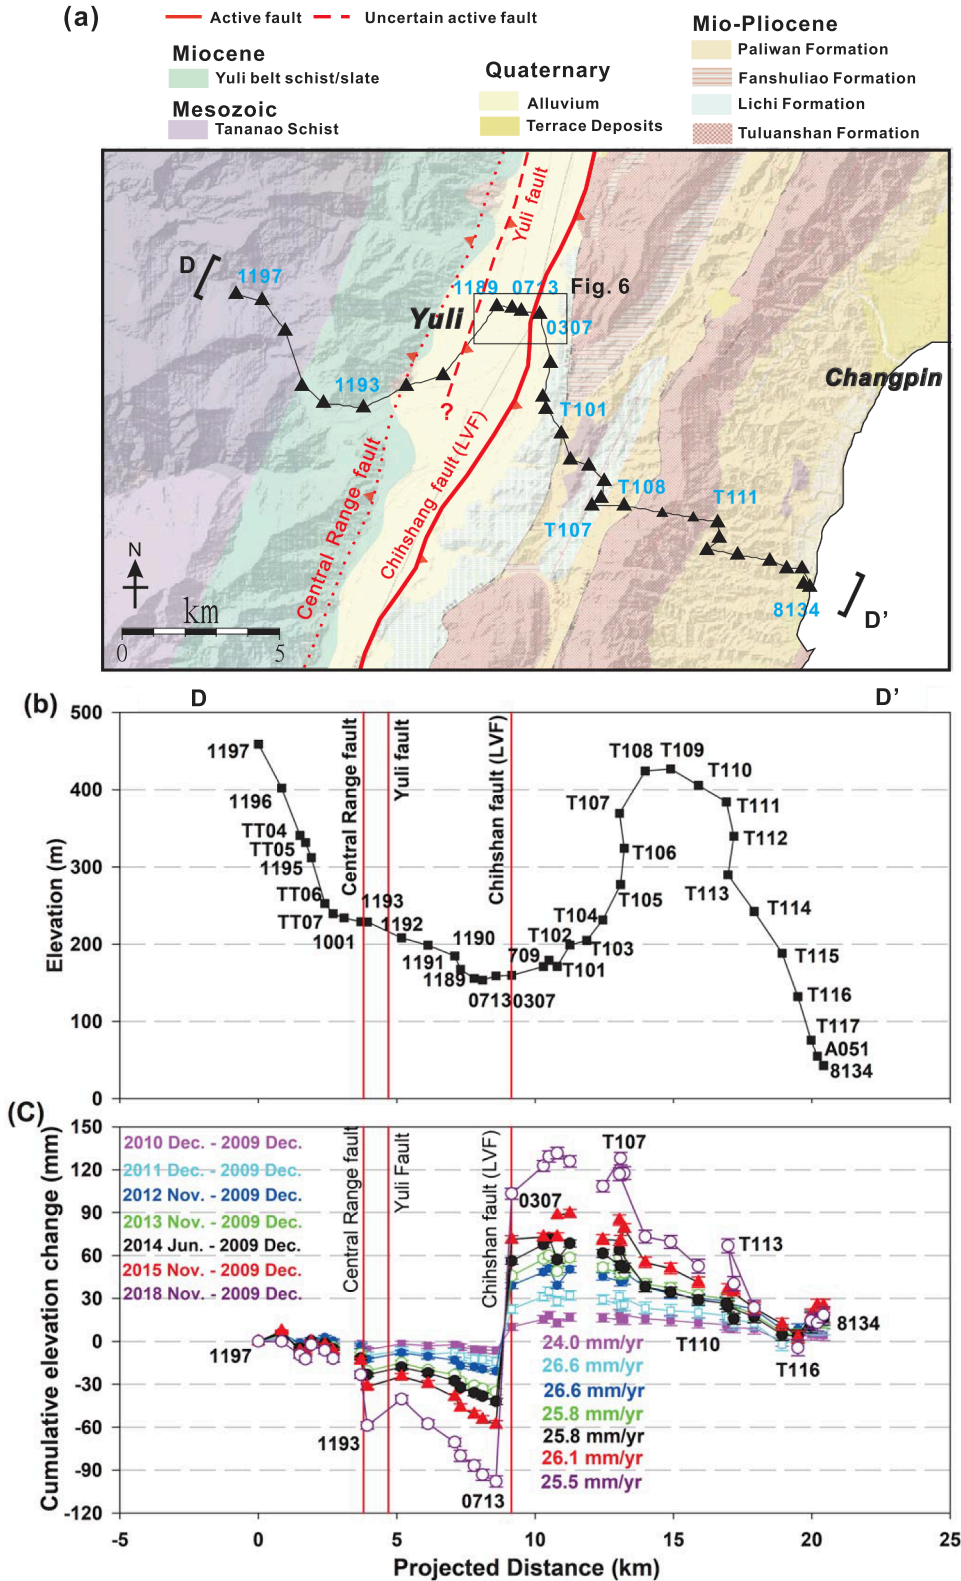 (a)
Active fault
Uncertain active fault
Miocene
Yuli belt schist/slate
Mesozoic
Tananao Schist
Quaternary
Alluvium
Terrace Deposits
Mio-Pliocene
Paliwan Formation
Fanshuliao Formation
Lichi Formation
Tuluanshan Formation
D
1197
1193
Yuli
1189
0713
Fig. 6
0307
Yuli fault
?
T101
T108
T107
T111
8134
D'
Changpin
Central Range fault
Chihshang fault (LVF)
N
km
0
5
(b)
D
D'
Elevation (m)
500
400
300
200
100
0
1197
1196
TT04
TT05
1195
TT06
TT07
1001
1193
1192
1191
1190
1189
0713
0307
709
T101
T102
T103
T104
T105
T106
T107
T108
T109
T110
T111
T112
T113
T114
T115
T116
T117
A051
8134
Central Range fault
Yuli fault
Chihshan fault (LVF)
(C)
Cumulative elevation change (mm)
150
120
90
60
30
0
-30
-60
-90
-120
2010 Dec. - 2009 Dec.
2011 Dec. - 2009 Dec.
2012 Nov. - 2009 Dec.
2013 Nov. - 2009 Dec.
2014 Jun. - 2009 Dec.
2015 Nov. - 2009 Dec.
2018 Nov. - 2009 Dec.
Central Range fault
Yuli Fault
Chihshan fault (LVF)
1197
1193
0713
0307
T107
T113
T110
T116
8134
24.0 mm/yr
26.6 mm/yr
26.6 mm/yr
25.8 mm/yr
25.8 mm/yr
26.1 mm/yr
25.5 mm/yr
-5
0
5
10
15
20
25
Projected Distance (km)